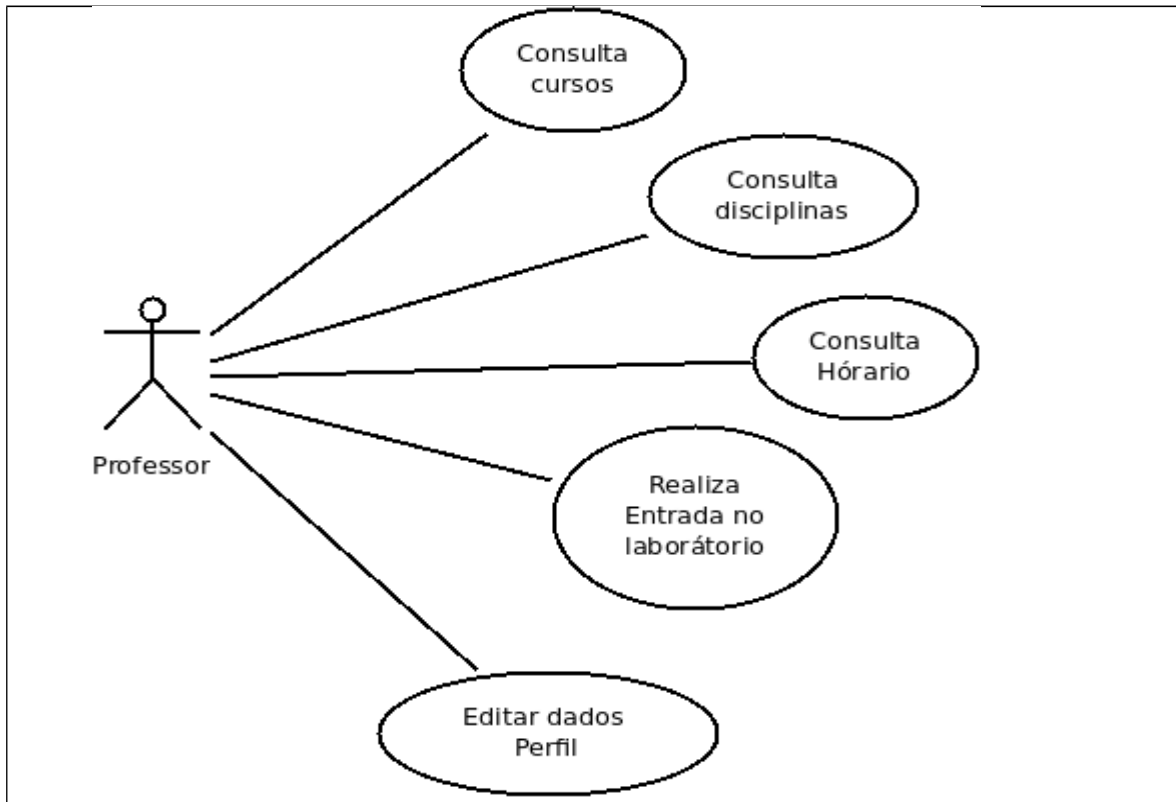 Consulta
cursos
Consulta
disciplinas
Consulta
Hórario
Professor
Realiza
Entrada no
laborátorio
Editar dados
Perfil